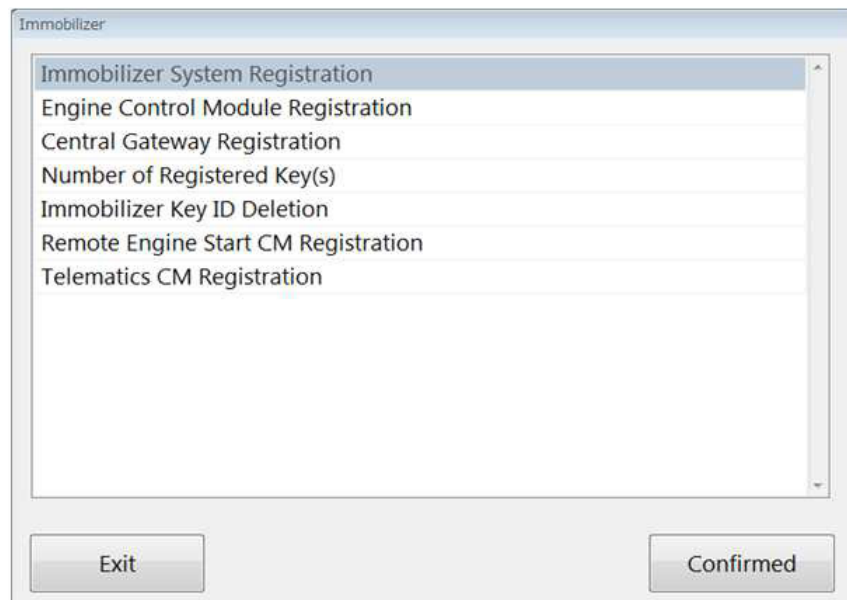 Immobilizer
Immobilizer System Registration
Engine Control Module Registration
Central Gateway Registration
Number of Registered Key(s)
Immobilizer Key ID Deletion
Remote Engine Start CM Registration
Telematics CM Registration
Exit
Confirmed